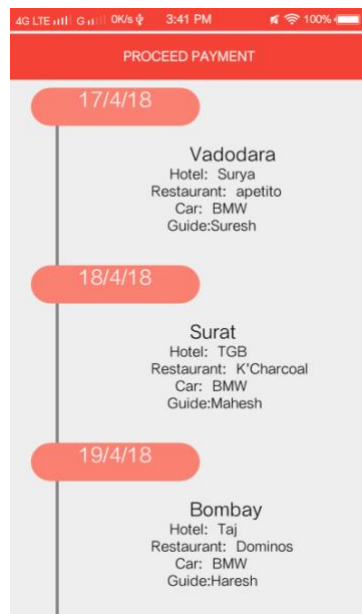 4G LTE G 0K/s 3:41 PM 100%
PROCEED PAYMENT
17/4/18
Vadodara
Hotel: Surya
Restaurant: apetito
Car: BMW
Guide:Suresh
18/4/18
Surat
Hotel: TGB
Restaurant: K'Charcoal
Car: BMW
Guide:Mahesh
19/4/18
Bombay
Hotel: Taj
Restaurant: Dominos
Car: BMW
Guide:Haresh